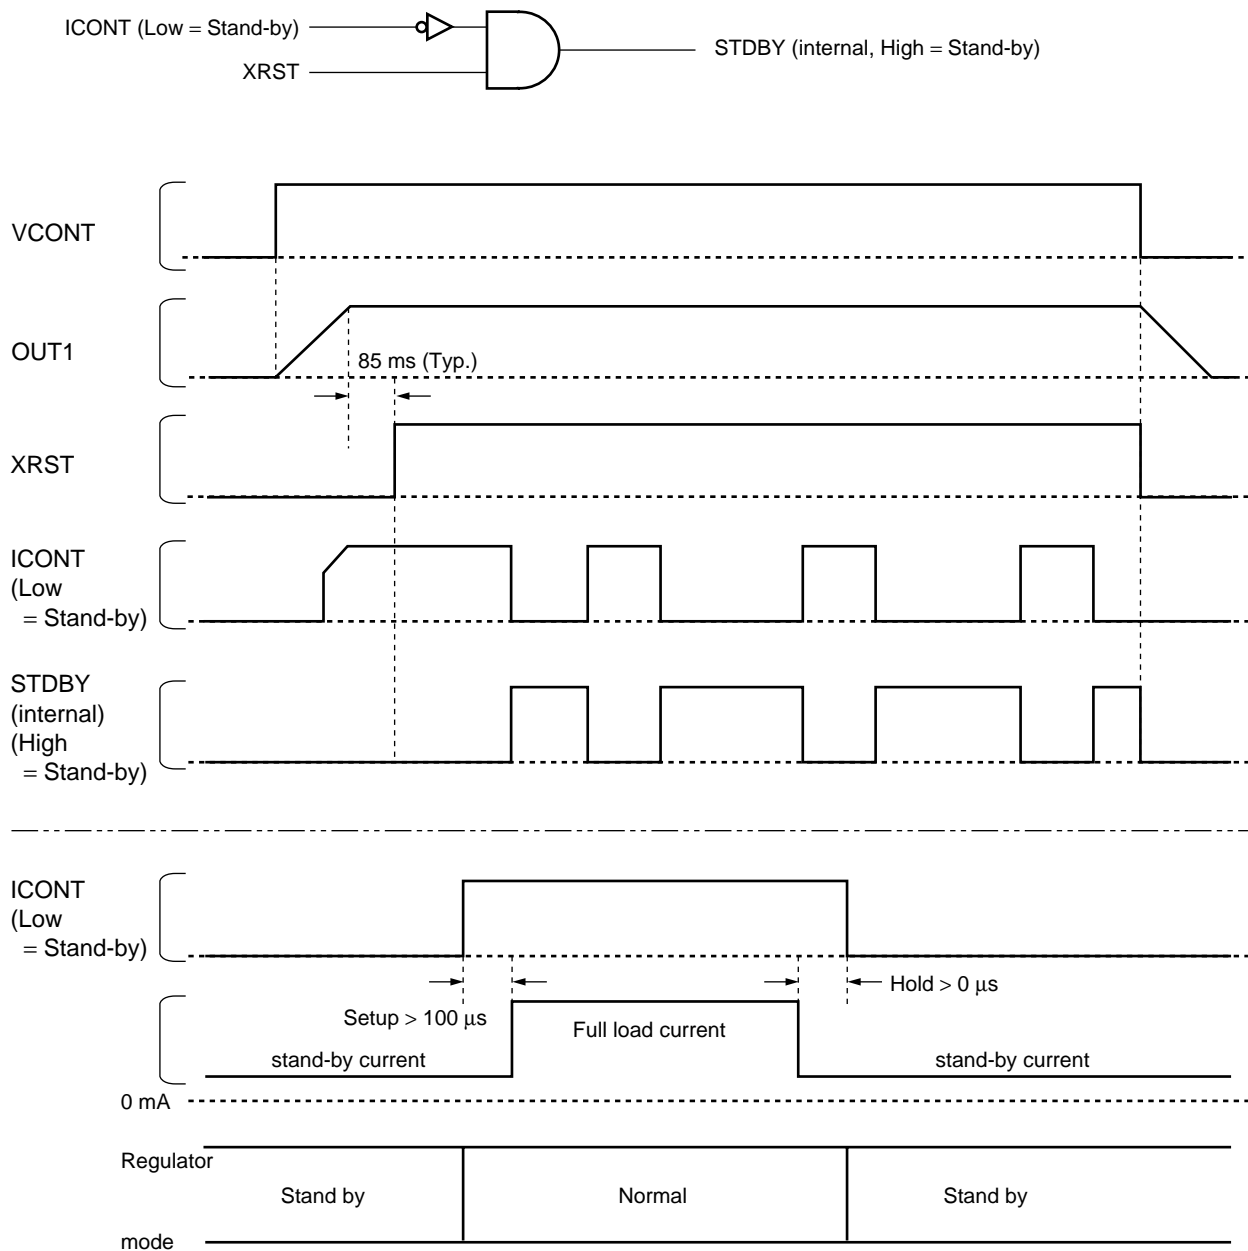 ICONT (Low = Stand-by)
XRST
STDBY (internal, High = Stand-by)
VCONT
OUT1
85 ms (Typ.)
XRST
ICONT
(Low
= Stand-by)
STDBY
(internal)
(High
= Stand-by)
ICONT
(Low
= Stand-by)
Hold > 0 μs
Setup > 100 μs
Full load current
stand-by current
stand-by current
0 mA
Regulator
Stand by
Normal
Stand by
mode